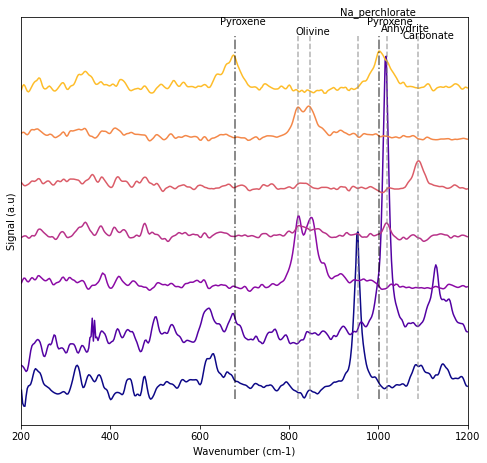 Na_perchlorate
Pyroxene
Pyroxene
Olivine
Anhydrite
Carbonate
Signal (a.u)
200
400
600
800
1000
1200
Wavenumber (cm-1)